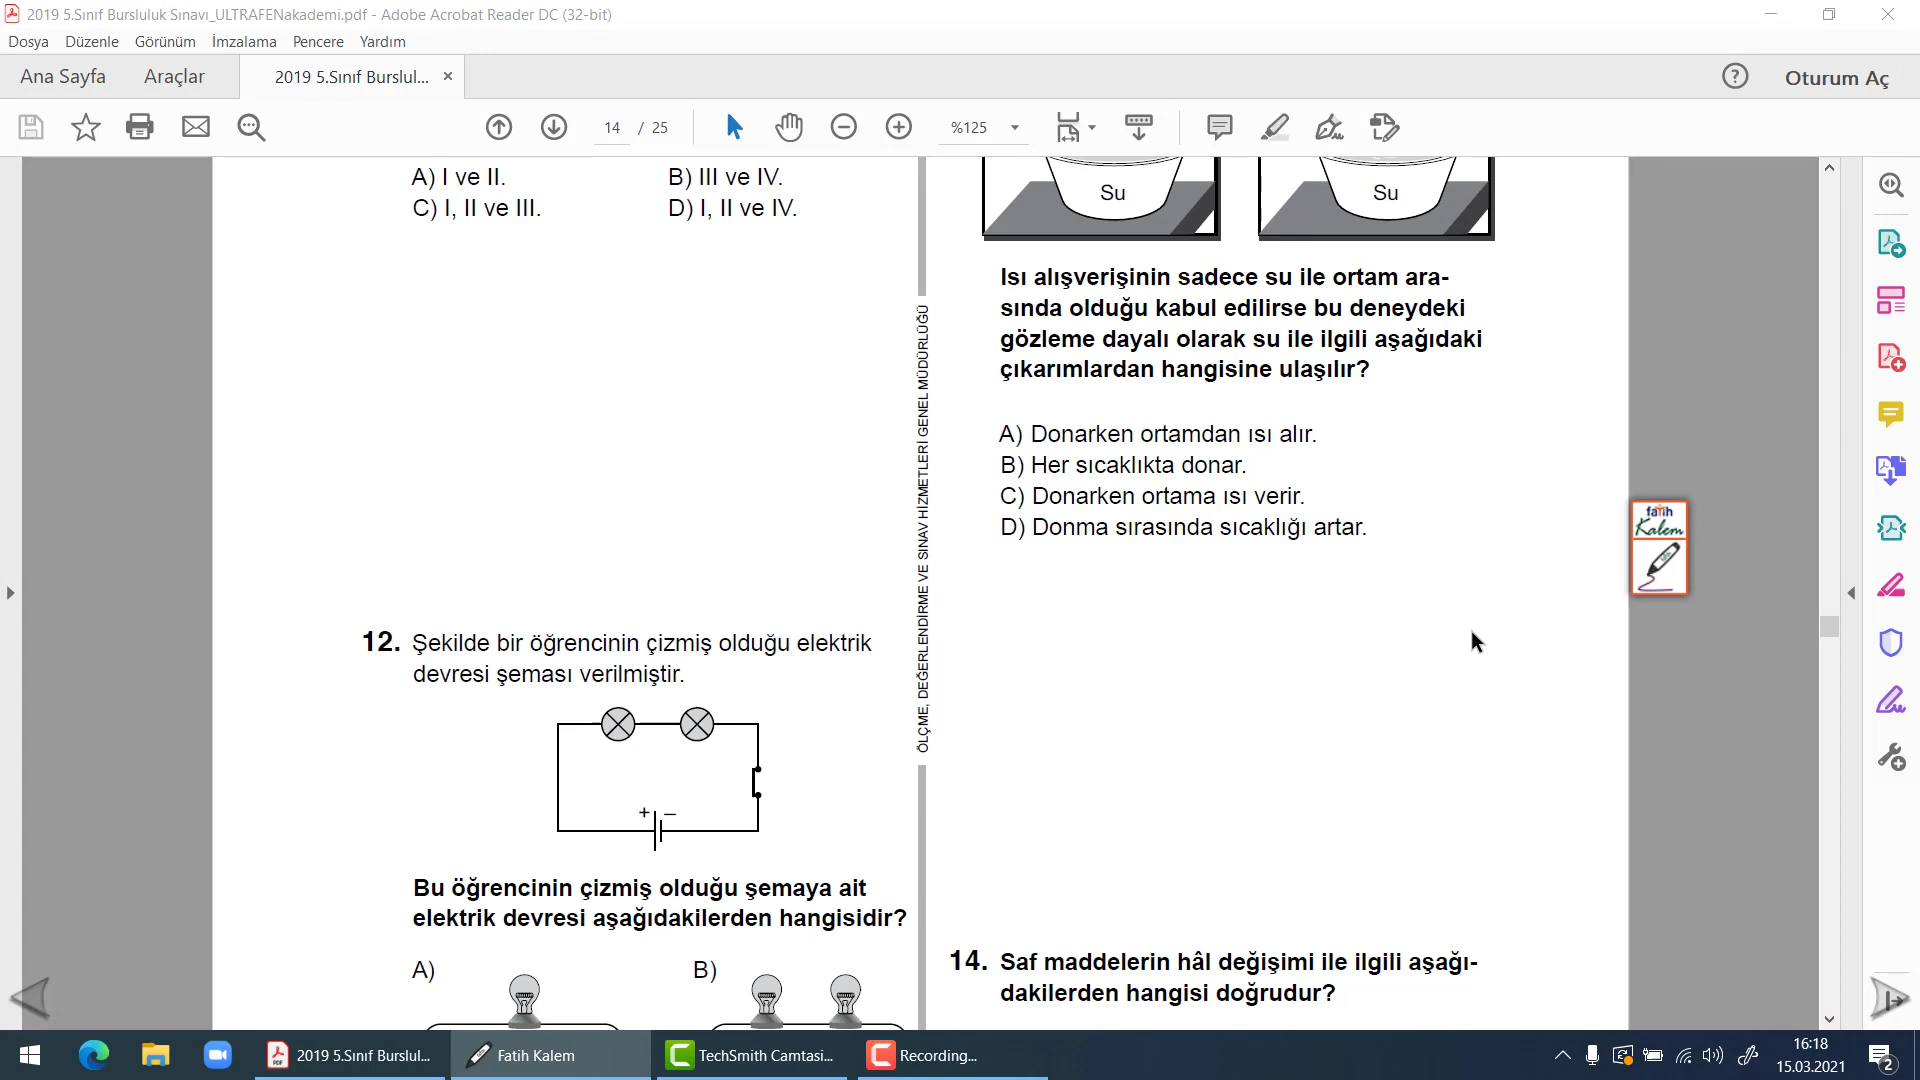 2019 5.Sınıf Bursluluk Sınavı_ULTRAFENakademi.pdf - Adobe Acrobat Reader DC (32-bit)
Dosya Düzenle Görünüm İmzalama Pencere Yardım
Ana Sayfa Araçlar 2019 5.Sınıf Burslul... × Oturum Aç
14 / 25 %125
A) I ve II. B) III ve IV.
C) I, II ve III. D) I, II ve IV.
12. Şekilde bir öğrencinin çizmiş olduğu elektrik
devresi şeması verilmiştir.
+ –
Bu öğrencinin çizmiş olduğu şemaya ait
elektrik devresi aşağıdakilerden hangisidir?
A) B)
ÖLÇME, DEĞERLENDİRME VE SINAV HİZMETLERİ GENEL MÜDÜRLÜĞÜ
Su Su
Isı alışverişinin sadece su ile ortam ara-
sında olduğu kabul edilirse bu deneydeki
gözleme dayalı olarak su ile ilgili aşağıdaki
çıkarımlardan hangisine ulaşılır?
A) Donarken ortamdan ısı alır.
B) Her sıcaklıkta donar.
C) Donarken ortama ısı verir.
D) Donma sırasında sıcaklığı artar.
14. Saf maddelerin hâl değişimi ile ilgili aşağı-
dakilerden hangisi doğrudur?
fatih
Kalem
2019 5.Sınıf Burslul... Fatih Kalem TechSmith Camtasi... Recording...
16:18
15.03.2021
2